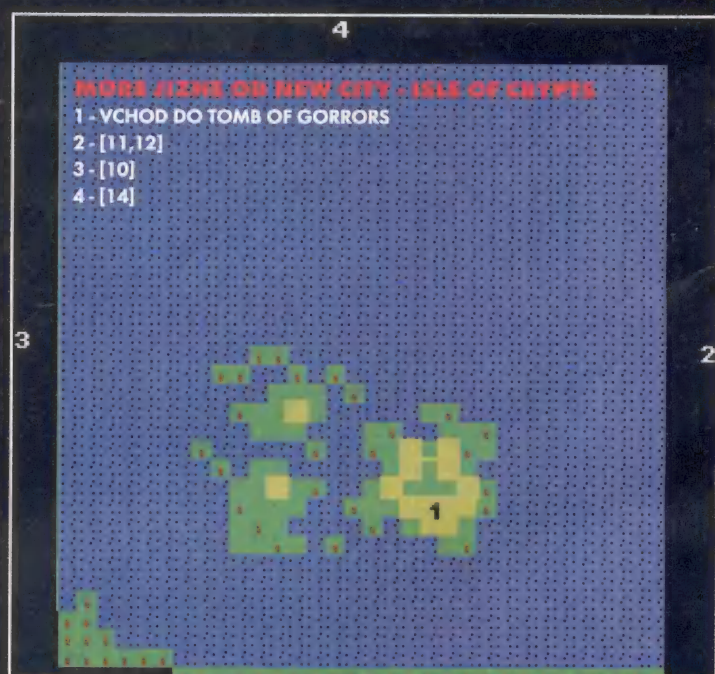 4
MORE JIZNE OD NEW CITY - ISLE OF CRYPTS
1 - VCHOD DO TOMB OF GORRORS
2 - [11,12]
3 - [10]
4 - [14]
3
2
1